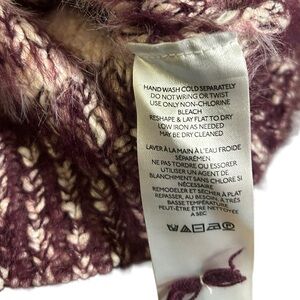 HAND WASH COLD SEPARATELY
DO NOT WRING OR TWIST
USE ONLY NON-CHLORINE
BLEACH
RESHAPE & LAY FLAT TO DRY
LOW IRON AS NEEDED
MAY BE DRY CLEANED
LAVER À LA MAIN À L'EAU FROIDE
SÉPARÉMEN
NE PAS TORDRE OU ESSORER
UTILISER UN AGENT DE
BLANCHIMENT SANS CHLORE SI
NÉCESSAIRE
REMODELER ET SÉCHER À PLAT
REPASSER, AU BESOIN, À TRÈS
BASSE TEMPÉRATURE
PEUT-ÊTRE ÊTRE NETTOYÉE
A SEC